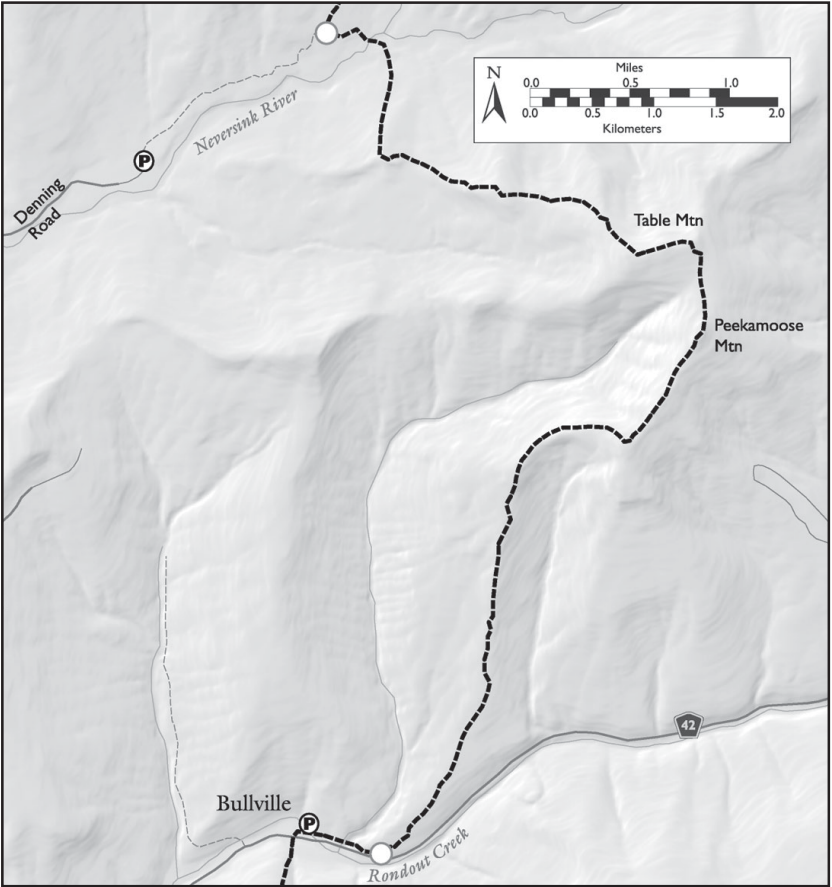 N
Miles
0.0 0.5 1.0
0.0 0.5 1.0 1.5 2.0
Kilometers
Neversink River
P
Denning
Road
Table Mtn
Peekamoose
Mtn
42
Bullville
P
Rondout Creek